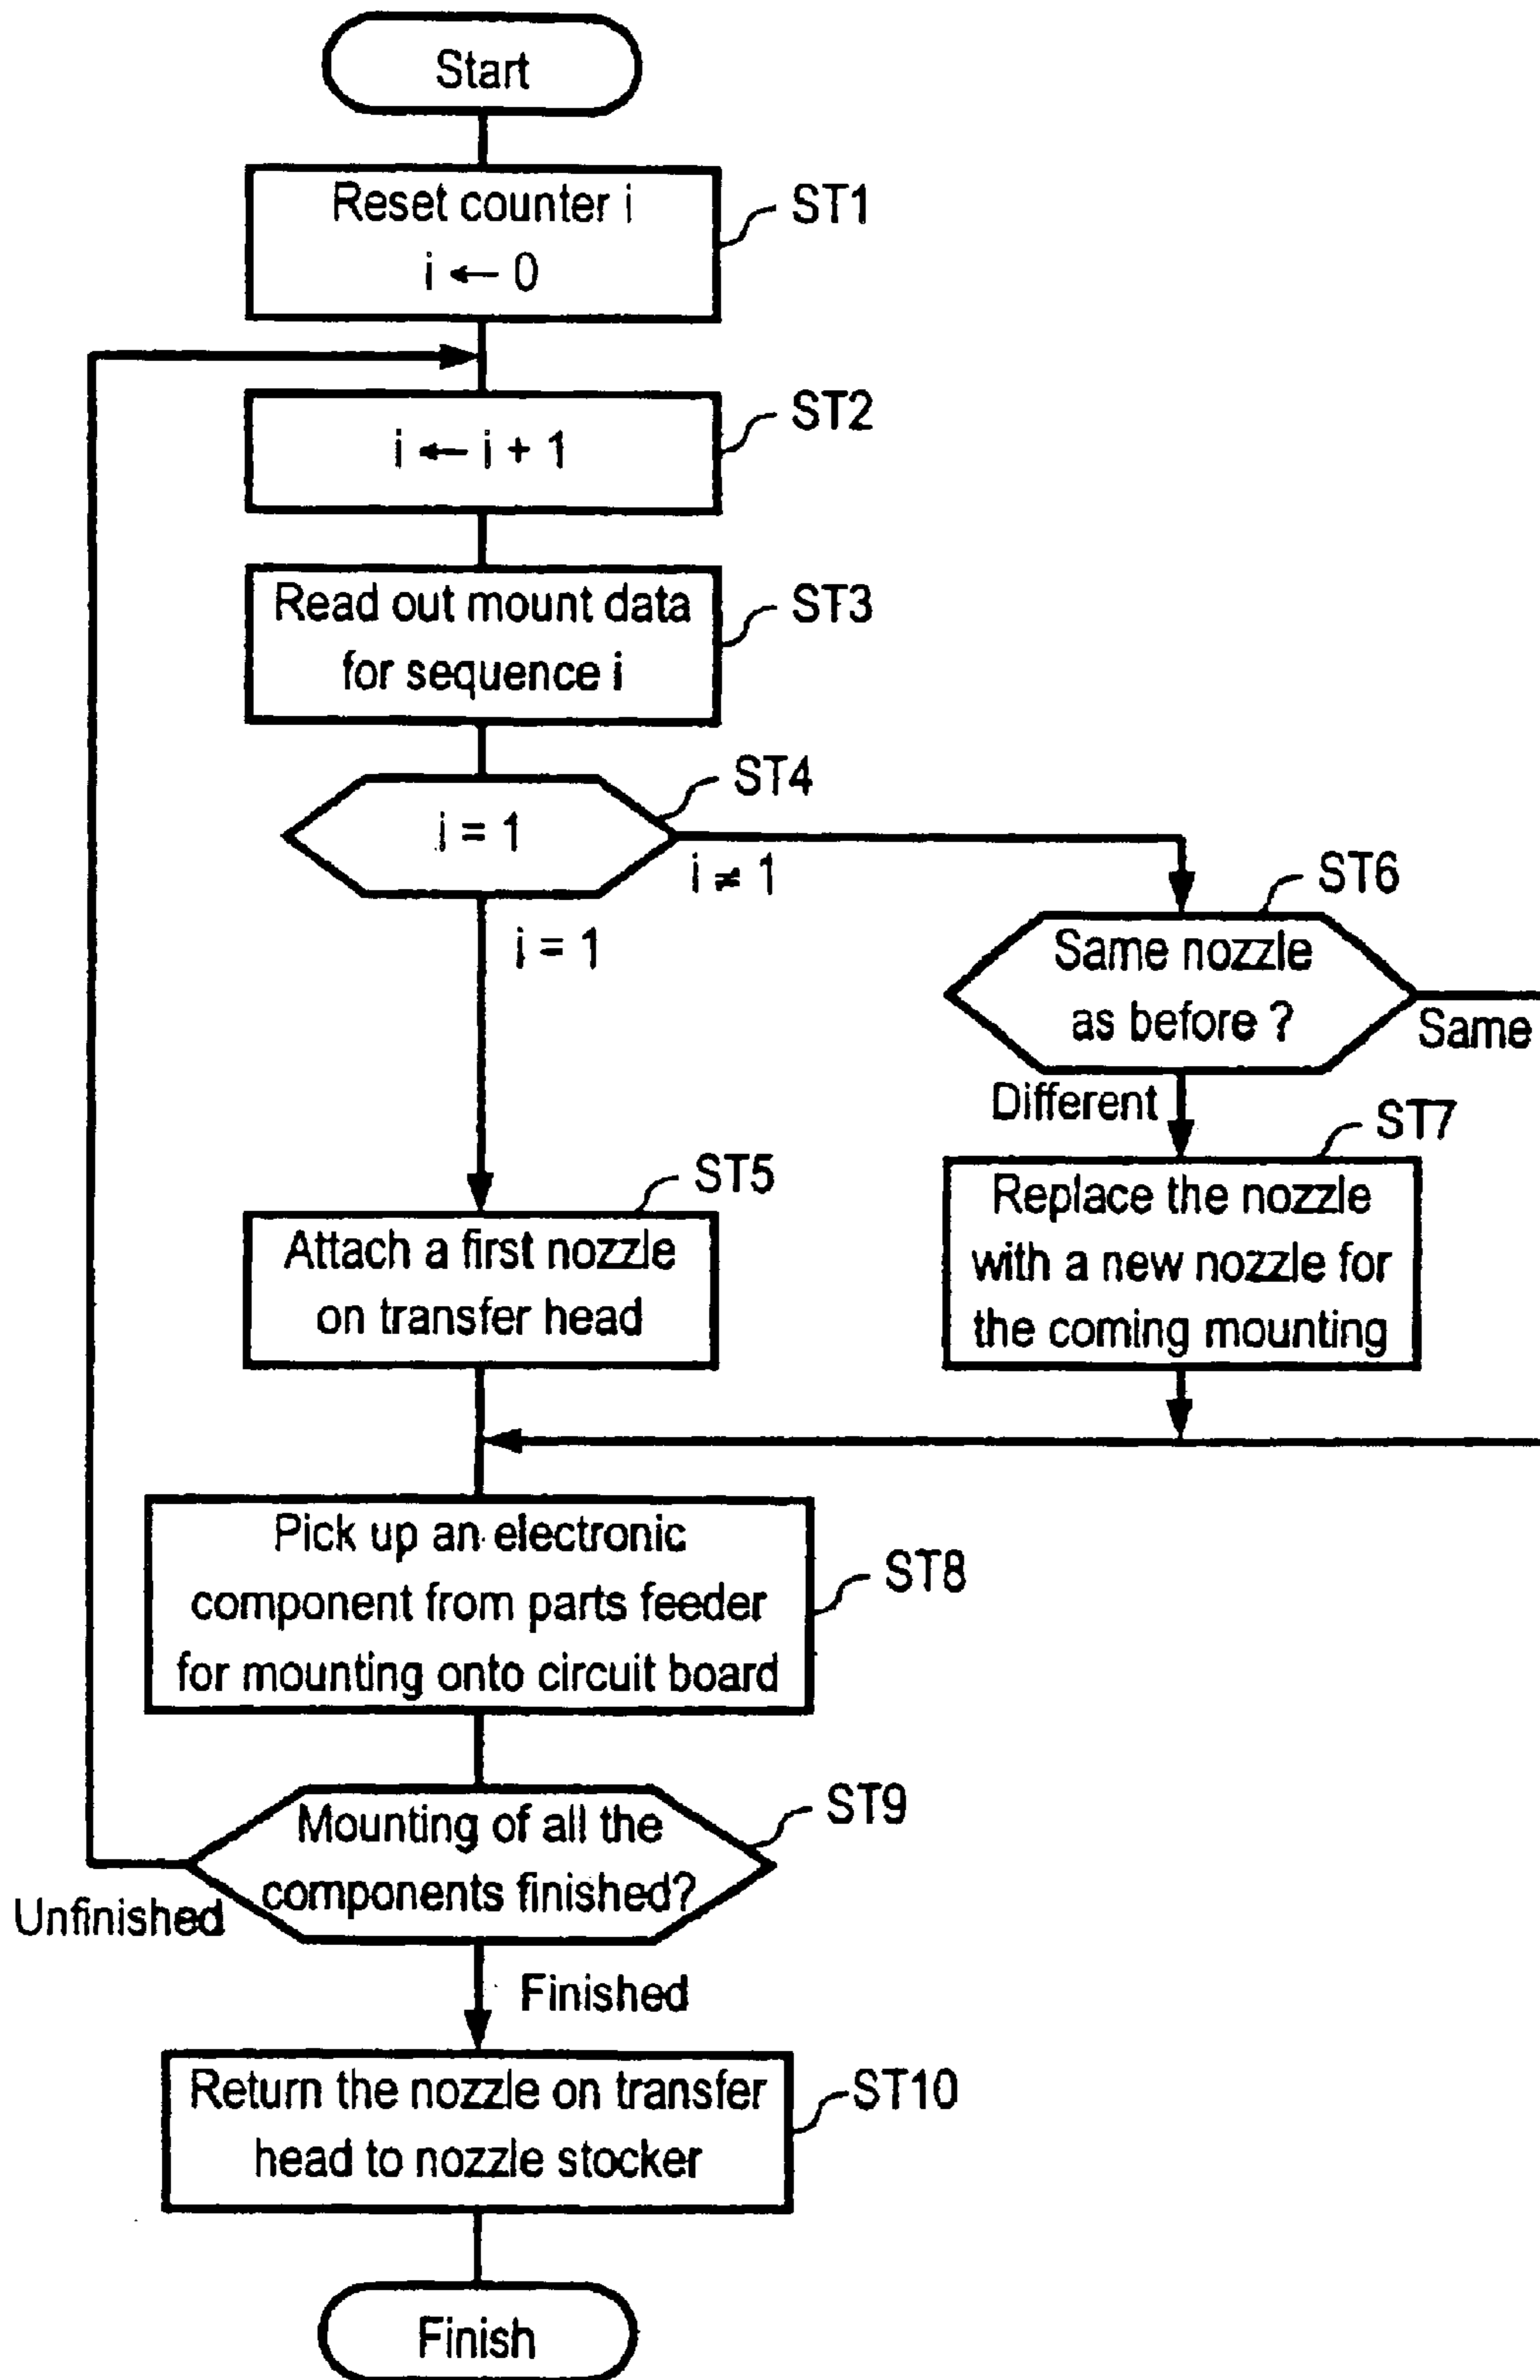 Start
Reset counter i
i ← 0
ST1
i ← i + 1
ST2
Read out mount data
for sequence i
ST3
i = 1
ST4
i ≠ 1
i = 1
Same nozzle
as before ?
ST6
Same
Different
Replace the nozzle
with a new nozzle for
the coming mounting
ST7
Attach a first nozzle
on transfer head
ST5
Pick up an electronic
component from parts feeder
for mounting onto circuit board
ST8
Mounting of all the
components finished?
ST9
Unfinished
Finished
Return the nozzle on transfer
head to nozzle stocker
ST10
Finish